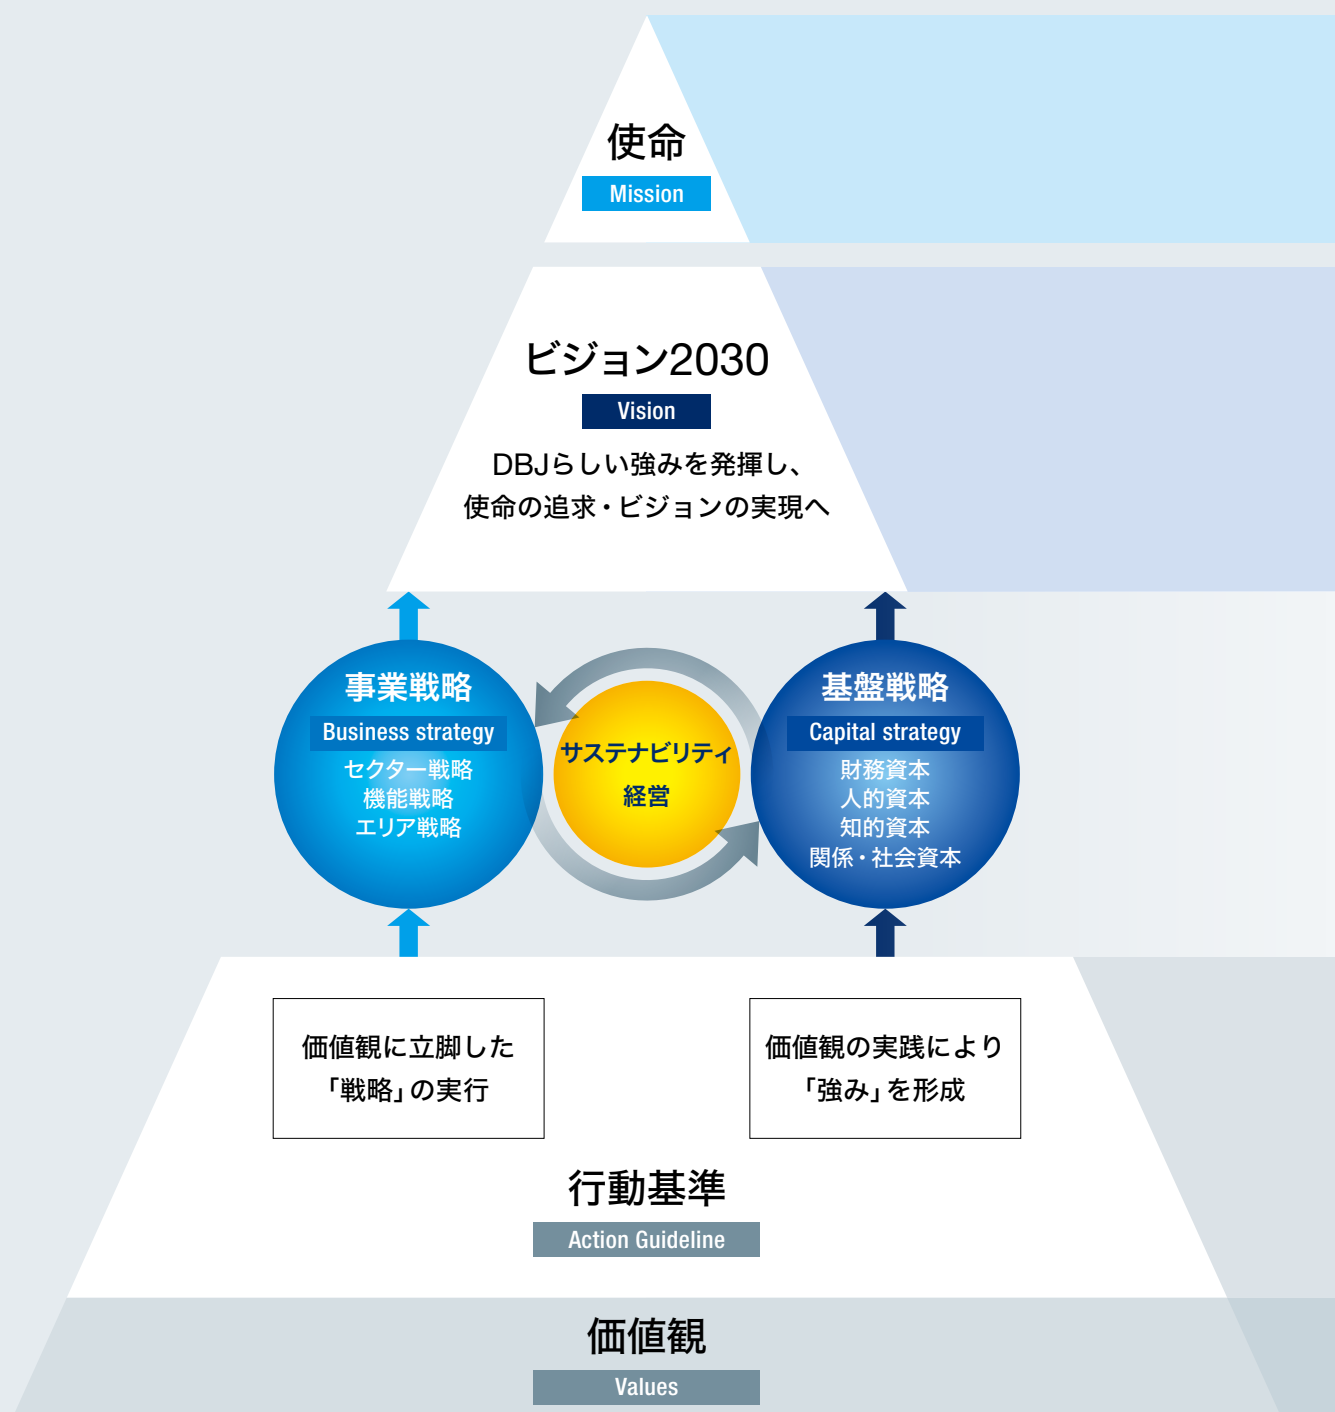 使命
Mission
ビジョン2030
Vision
DBJらしい強みを発揮し、
使命の追求・ビジョンの実現へ
事業戦略
Business strategy
セクター戦略
機能戦略
エリア戦略
サステナビリティ
経営
基盤戦略
Capital strategy
財務資本
人的資本
知的資本
関係・社会資本
価値観に立脚した
「戦略」の実行
価値観の実践により
「強み」を形成
行動基準
Action Guideline
価値観
Values